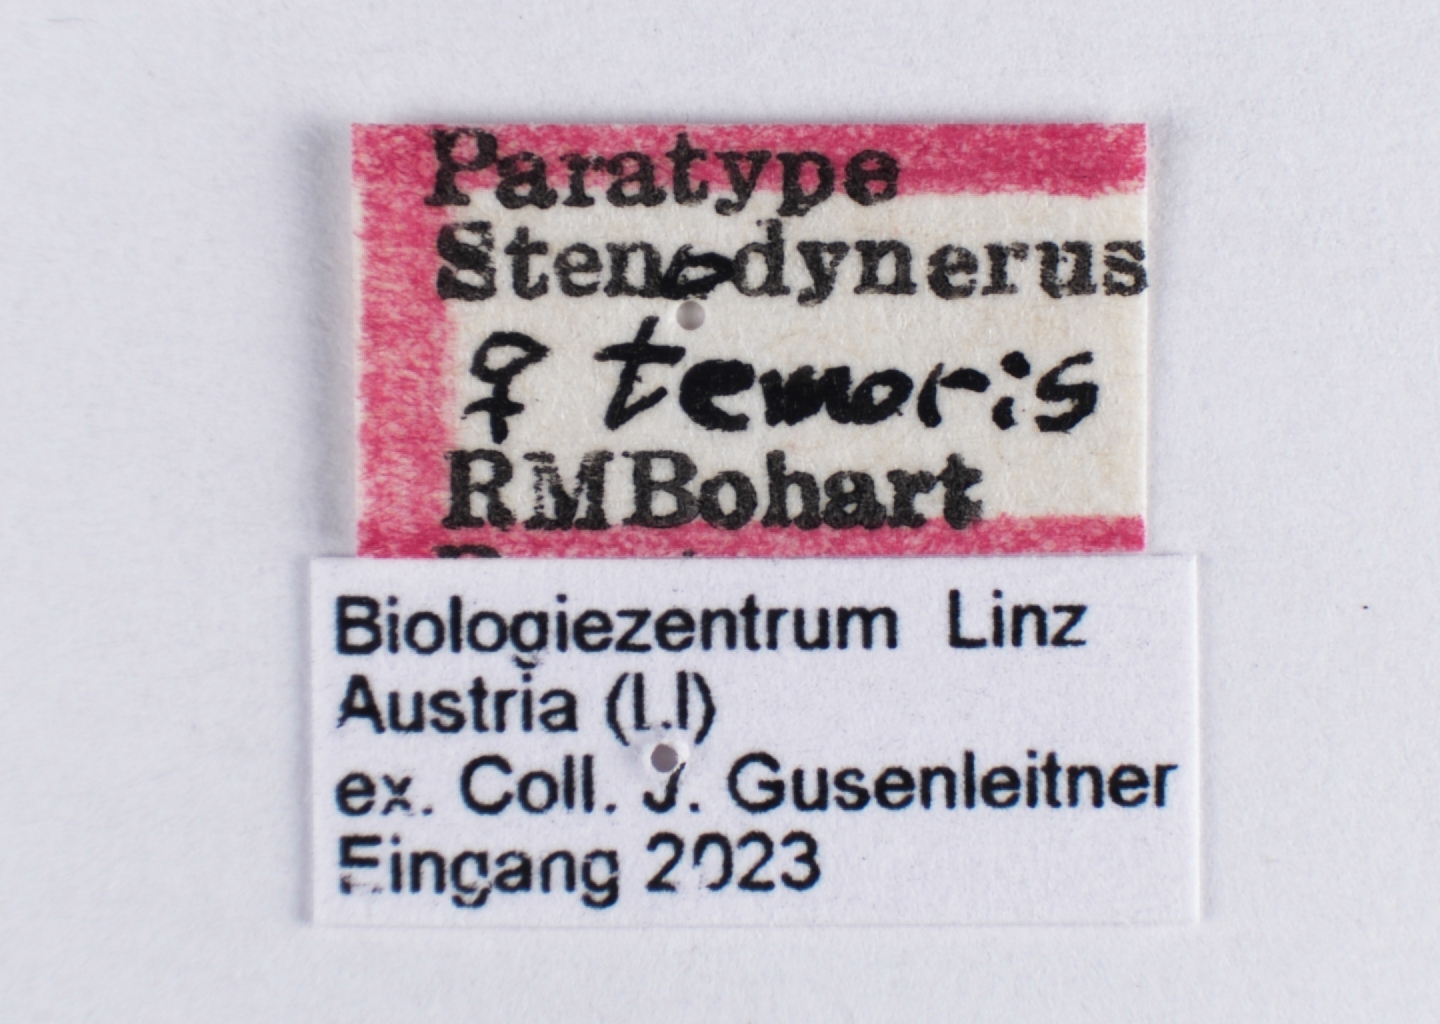 Paratype
Stenodynerus
♀ temoris
RMBohart
Biologiezentrum Linz
Austria (LI)
ex. Coll. J. Gusenleitner
Eingang 2023